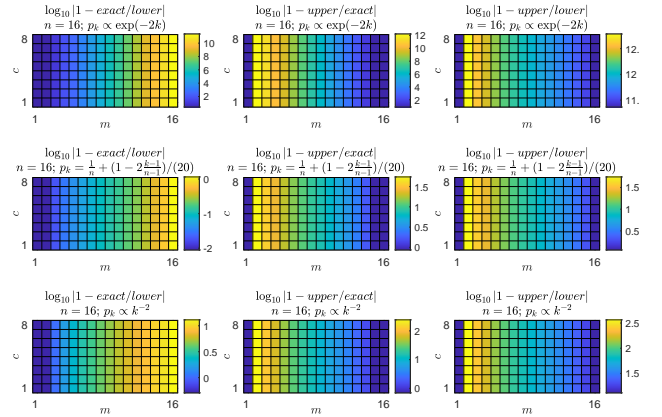 log₁₀ |1 − exact/lower|
n = 16; pₖ ∝ exp(−2k)
8
c
1
1
m
16
10
8
6
4
2
log₁₀ |1 − upper/exact|
n = 16; pₖ ∝ exp(−2k)
8
c
1
1
m
16
12
10
8
6
4
2
log₁₀ |1 − upper/lower|
n = 16; pₖ ∝ exp(−2k)
8
c
1
1
m
16
12.
12
11.
log₁₀ |1 − exact/lower|
n = 16; pₖ = 1/n + (1 − 2 (k−1)/(n−1))/(20)
8
c
1
1
m
16
0
-1
-2
log₁₀ |1 − upper/exact|
n = 16; pₖ = 1/n + (1 − 2 (k−1)/(n−1))/(20)
8
c
1
1
m
16
1.5
1
0.5
0
log₁₀ |1 − upper/lower|
n = 16; pₖ = 1/n + (1 − 2 (k−1)/(n−1))/(20)
8
c
1
1
m
16
1.5
1
0.5
log₁₀ |1 − exact/lower|
n = 16; pₖ ∝ k⁻²
8
c
1
1
m
16
1
0.5
0
log₁₀ |1 − upper/exact|
n = 16; pₖ ∝ k⁻²
8
c
1
1
m
16
2
1
0
log₁₀ |1 − upper/lower|
n = 16; pₖ ∝ k⁻²
8
c
1
1
m
16
2.5
2
1.5